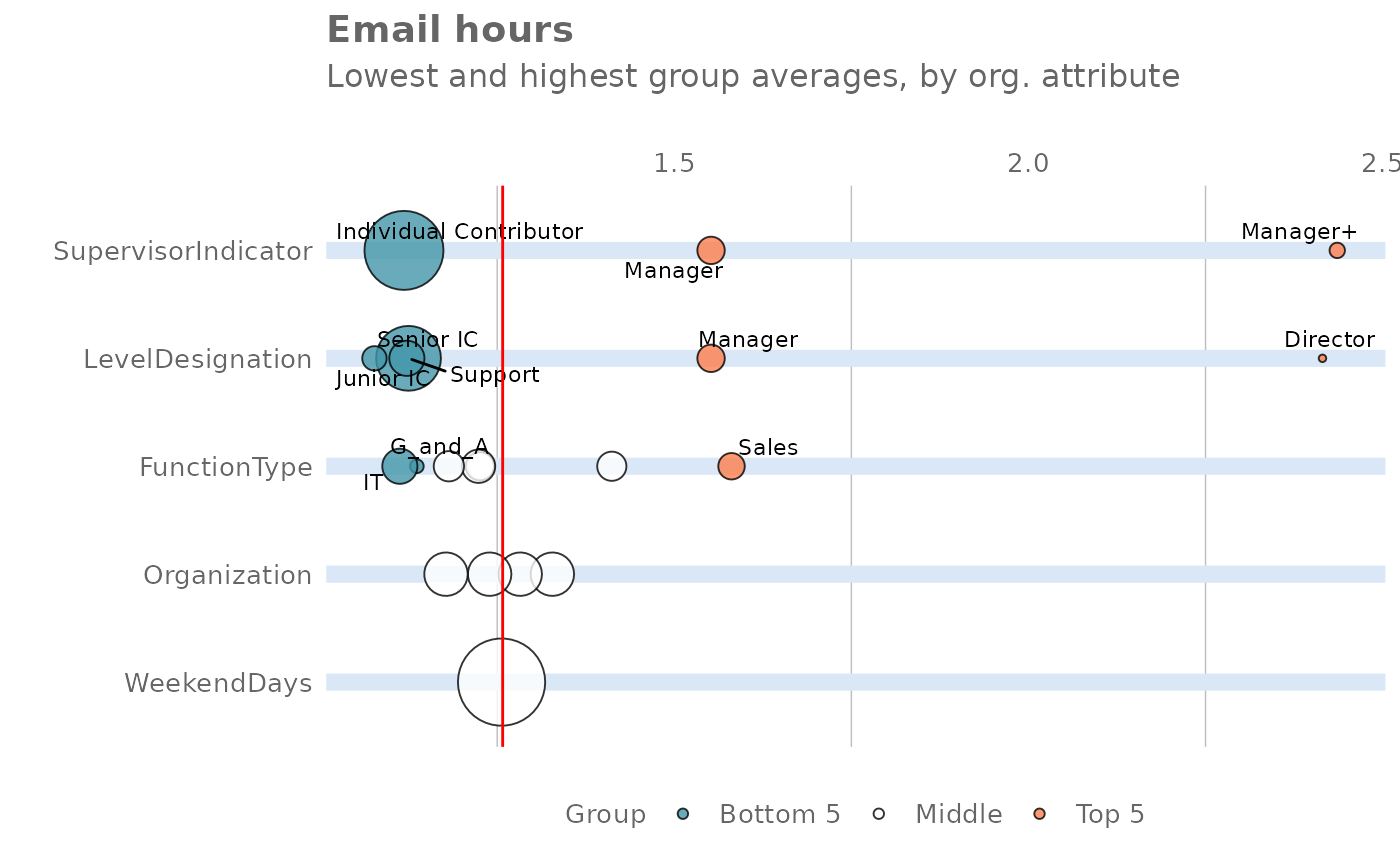 Email hours
Lowest and highest group averages, by org. attribute
1.5 2.0 2.5
SupervisorIndicator
Individual Contributor
Manager
Manager+
LevelDesignation
Senior IC
Junior IC
Support
Manager
Director
FunctionType
G_and_A
IT
Sales
Organization
WeekendDays
Group Bottom 5 Middle Top 5